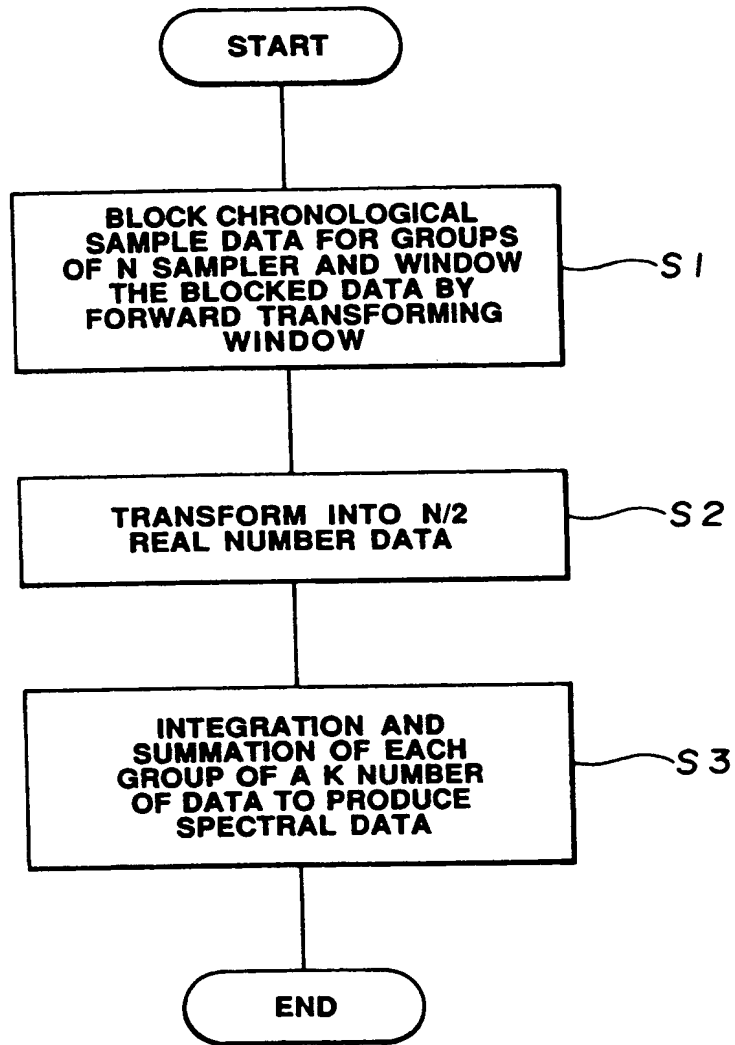 START
BLOCK CHRONOLOGICAL
SAMPLE DATA FOR GROUPS
OF N SAMPLER AND WINDOW
THE BLOCKED DATA BY
FORWARD TRANSFORMING
WINDOW
S1
TRANSFORM INTO N/2
REAL NUMBER DATA
S2
INTEGRATION AND
SUMMATION OF EACH
GROUP OF A K NUMBER
OF DATA TO PRODUCE
SPECTRAL DATA
S3
END